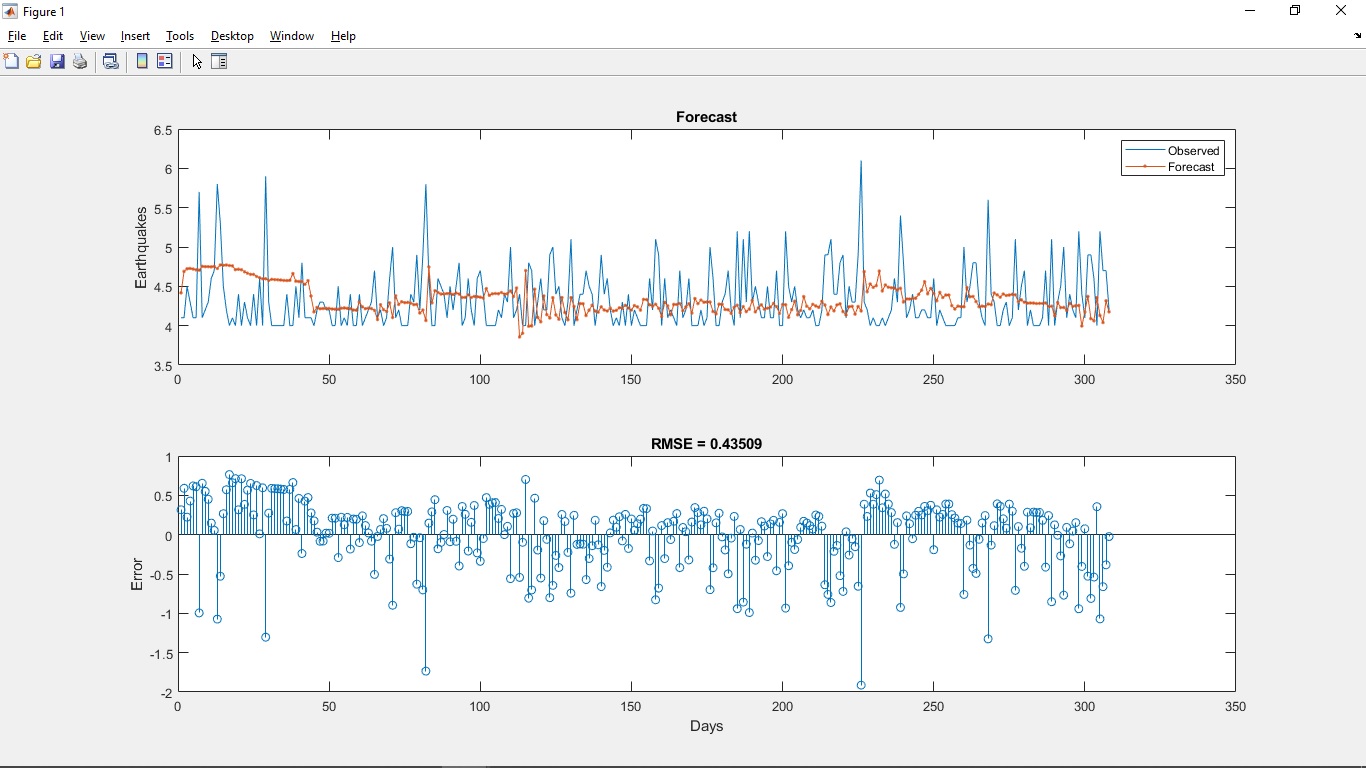 Figure 1
File Edit View Insert Tools Desktop Window Help
Forecast
6.5
6
5.5
5
4.5
4
3.5
Earthquakes
Observed
Forecast
0 50 100 150 200 250 300 350
RMSE = 0.43509
1
0.5
0
-0.5
-1
-1.5
-2
Error
0 50 100 150 200 250 300 350
Days